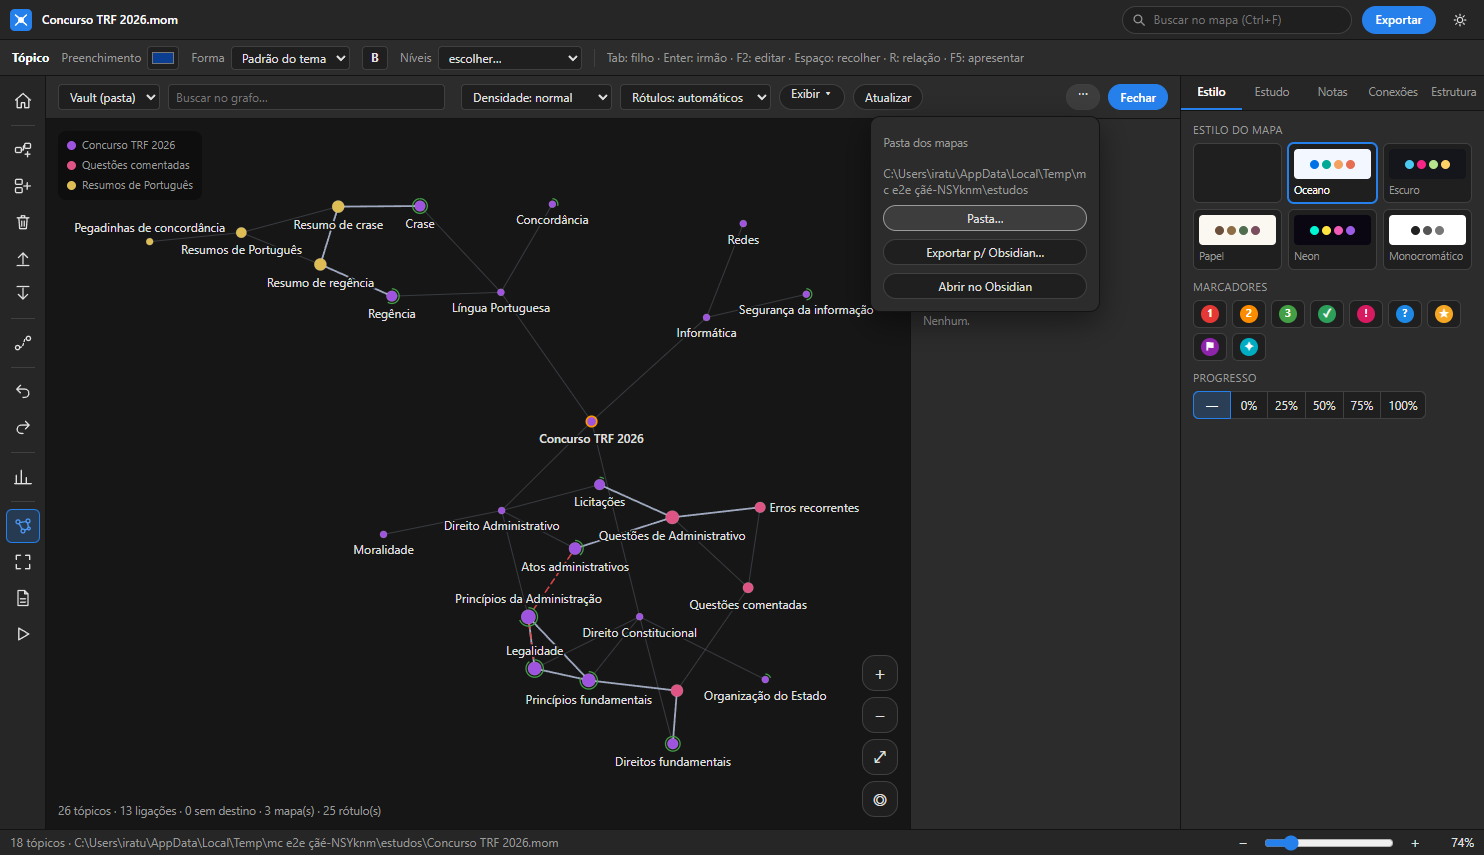 Concurso TRF 2026.mom
Buscar no mapa (Ctrl+F)
Exportar
Tópico
Preenchimento
Forma
Padrão do tema
B
Níveis
escolher...
Tab: filho · Enter: irmão · F2: editar · Espaço: recolher · R: relação · F5: apresentar
Vault (pasta)
Buscar no grafo...
Densidade: normal
Rótulos: automáticos
Exibir
Atualizar
...
Fechar
Concurso TRF 2026
Questões comentadas
Resumos de Português
Pasta dos mapas
C:\Users\iratu\AppData\Local\Temp\m
c e2e çãé-NSYknm\estudos
Pasta...
Exportar p/ Obsidian...
Abrir no Obsidian
Nenhum.
Pegadinhas de concordância
Resumos de Português
Resumo de crase
Crase
Concordância
Resumo de regência
Regência
Língua Portuguesa
Redes
Segurança da informação
Informática
Concurso TRF 2026
Licitações
Direito Administrativo
Erros recorrentes
Questões de Administrativo
Moralidade
Atos administrativos
Princípios da Administração
Questões comentadas
Direito Constitucional
Legalidade
Princípios fundamentais
Organização do Estado
Direitos fundamentais
+
−
26 tópicos · 13 ligações · 0 sem destino · 3 mapa(s) · 25 rótulo(s)
Estilo
Estudo
Notas
Conexões
Estrutura
ESTILO DO MAPA
Oceano
Escuro
Papel
Neon
Monocromático
MARCADORES
1
2
3
!
?
PROGRESSO
—
0%
25%
50%
75%
100%
18 tópicos · C:\Users\iratu\AppData\Local\Temp\mc e2e çãé-NSYknm\estudos\Concurso TRF 2026.mom
−
+
74%